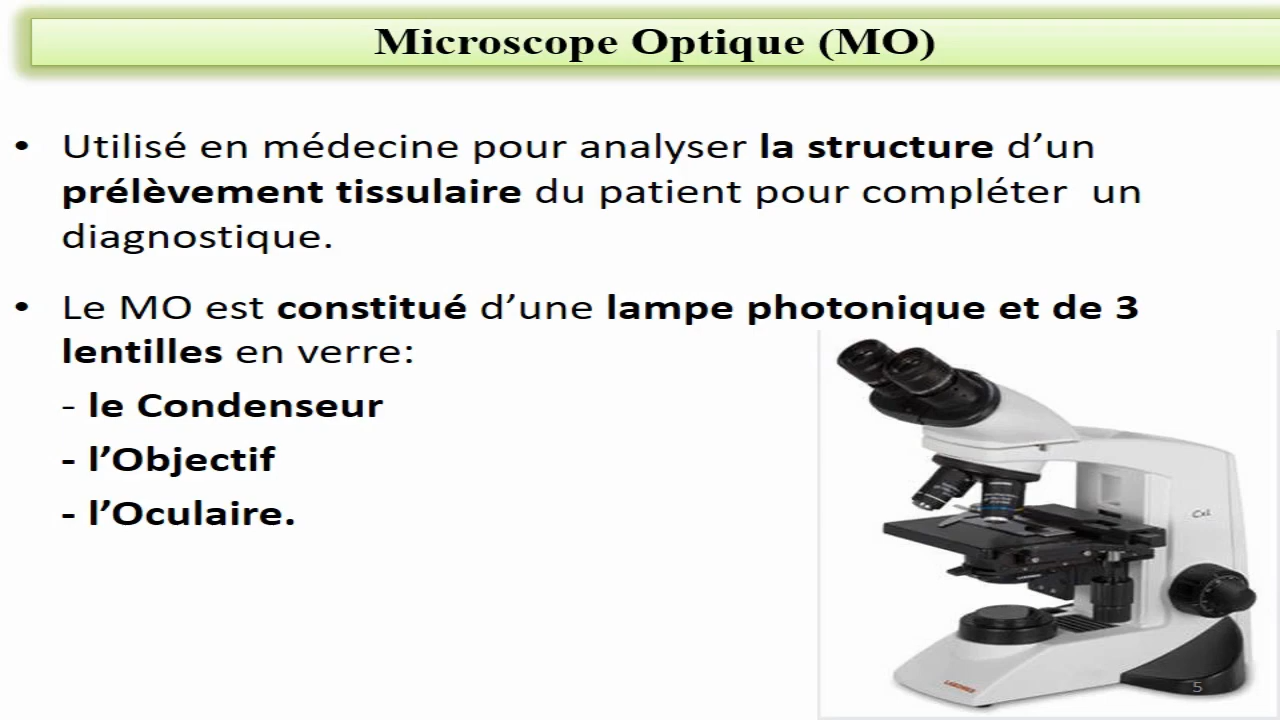 Microscope Optique (MO)
• Utilisé en médecine pour analyser la structure d’un
prélèvement tissulaire du patient pour compléter un
diagnostique.
• Le MO est constitué d’une lampe photonique et de 3
lentilles en verre:
- le Condenseur
- l’Objectif
- l’Oculaire.
CxL
5